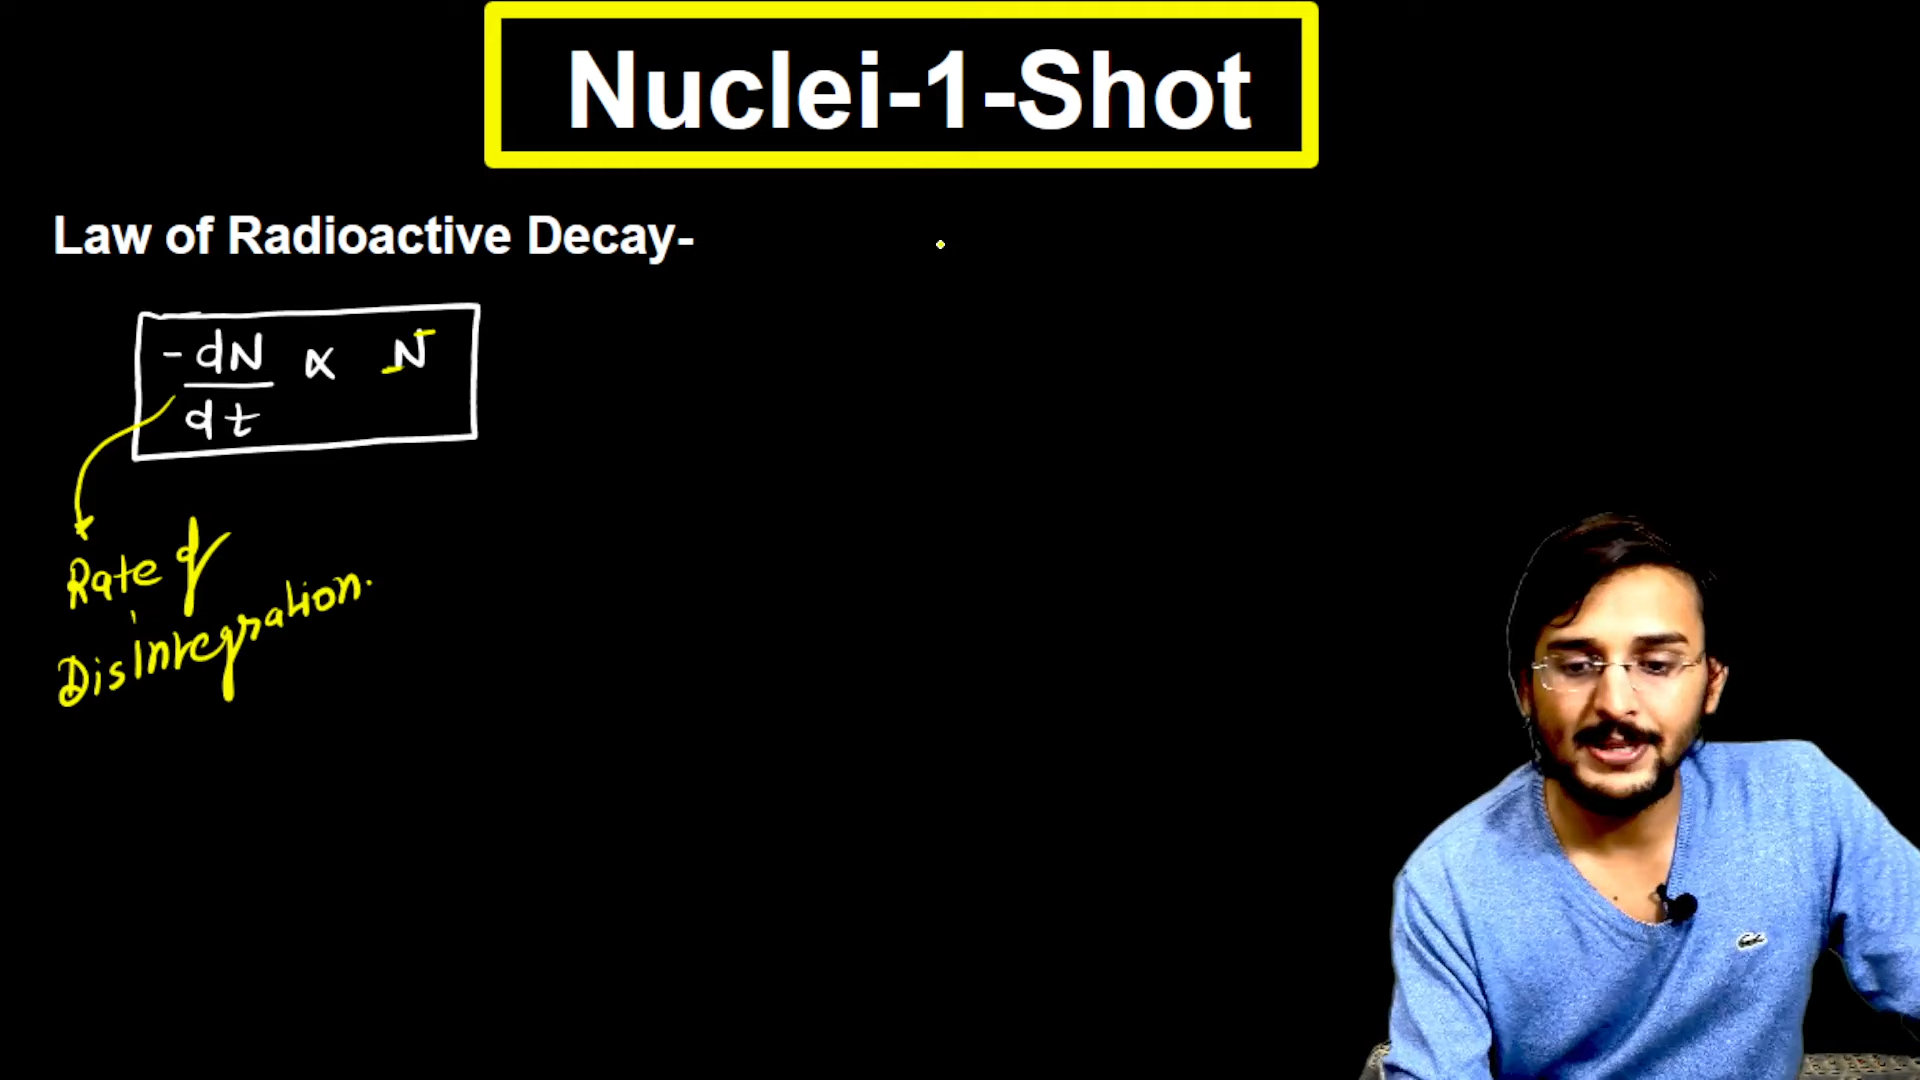 Nuclei-1-Shot
Law of Radioactive Decay-
-dN ∝ N
dt
Rate of
Disintegration.